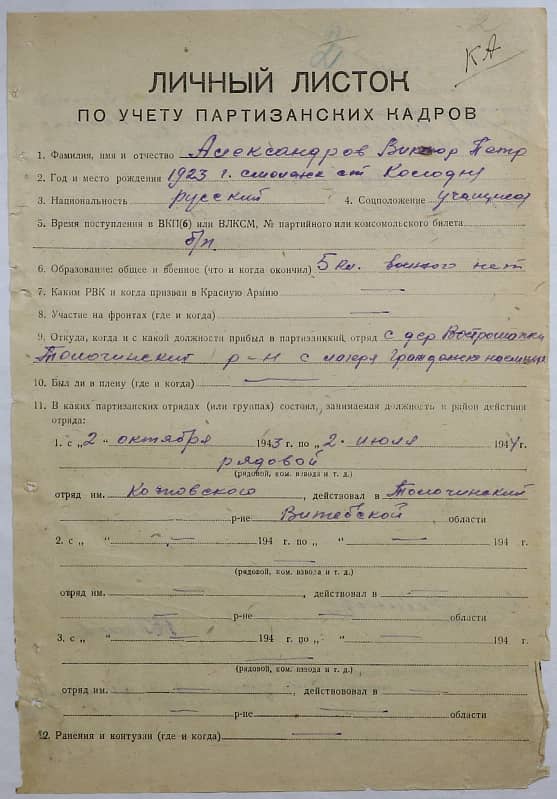 КА
ЛИЧНЫЙ ЛИСТОК
ПО УЧЕТУ ПАРТИЗАНСКИХ КАДРОВ
1. Фамилия, имя и отчество Александров Виктор Петр
2. Год и место рождения 1923 г. Смоленск ст Колодня
3. Национальность русский 4. Соцположение учащийся
5. Время поступления в ВКП(б) или ВЛКСМ, № партийного или комсомольского билета
б/п
6. Образование: общее и военное (что и когда окончил) 5 кл. военного нет
7. Каким РВК и когда призван в Красную Армию —
8. Участие на фронтах (где и когда) —
9. Откуда, когда и с какой должности прибыл в партизанский отряд с дер
Толочинский р-н с лагеря гражданск
10. Был ли в плену (где и когда) —
11. В каких партизанских отрядах (или группах) состоял, занимаемая должность и район действия
отряда:
1. с „2“ октября 1943 г. по „2“ июля 1944 г.
рядовой
(рядовой, ком. взвода и т. д.)
отряд им. , действовал в Толочинский
р-не Витебской области
2. с „ “ — 194 г. по „ “ — 194 г.
(рядовой, ком. взвода и т. д.)
отряд им. — , действовал в —
р-не — области
3. с „ “ — 194 г. по „ “ — 194 г.
(рядовой, ком. взвода и т. д.)
отряд им. — , действововал в —
р-не — области
12. Ранения и контузии (где и когда) —